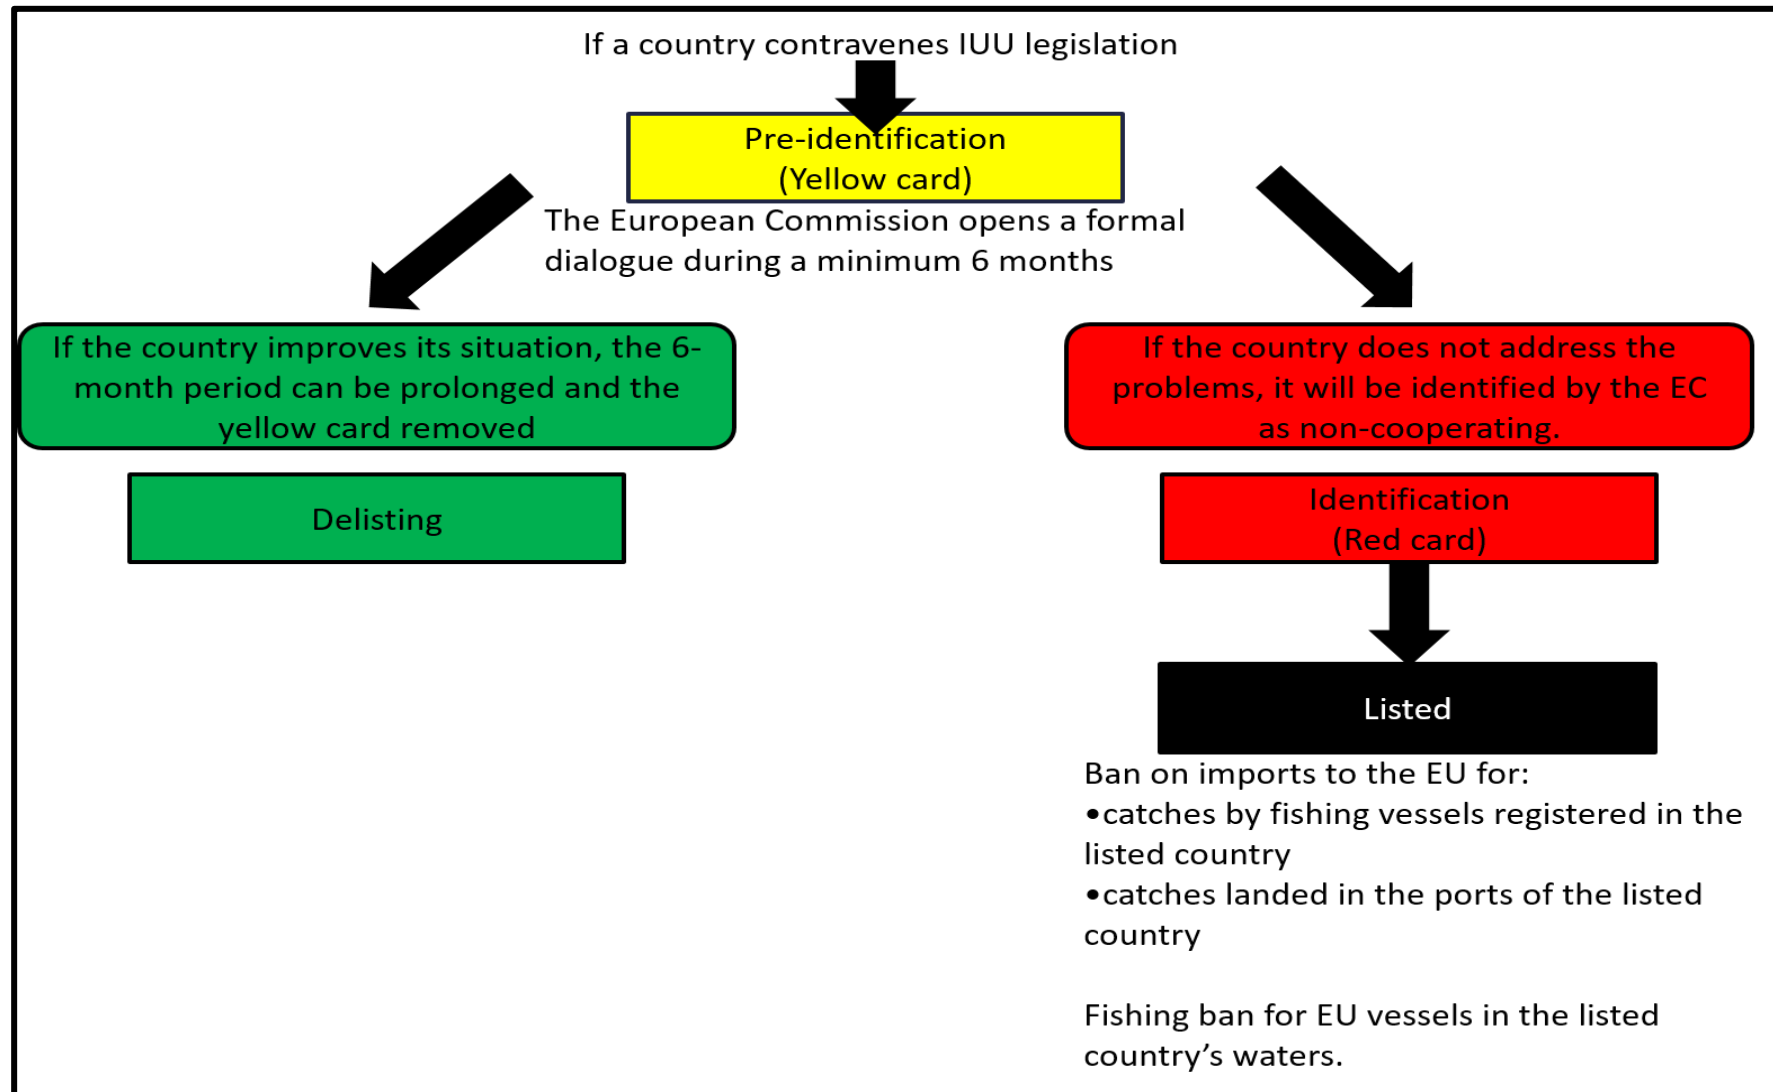 If a country contravenes IUU legislation
Pre-identification
(Yellow card)
The European Commission opens a formal
dialogue during a minimum 6 months
If the country improves its situation, the 6-
month period can be prolonged and the
yellow card removed
Delisting
If the country does not address the
problems, it will be identified by the EC
as non-cooperating.
Identification
(Red card)
Listed
Ban on imports to the EU for:
•catches by fishing vessels registered in the
listed country
•catches landed in the ports of the listed
country
Fishing ban for EU vessels in the listed
country’s waters.